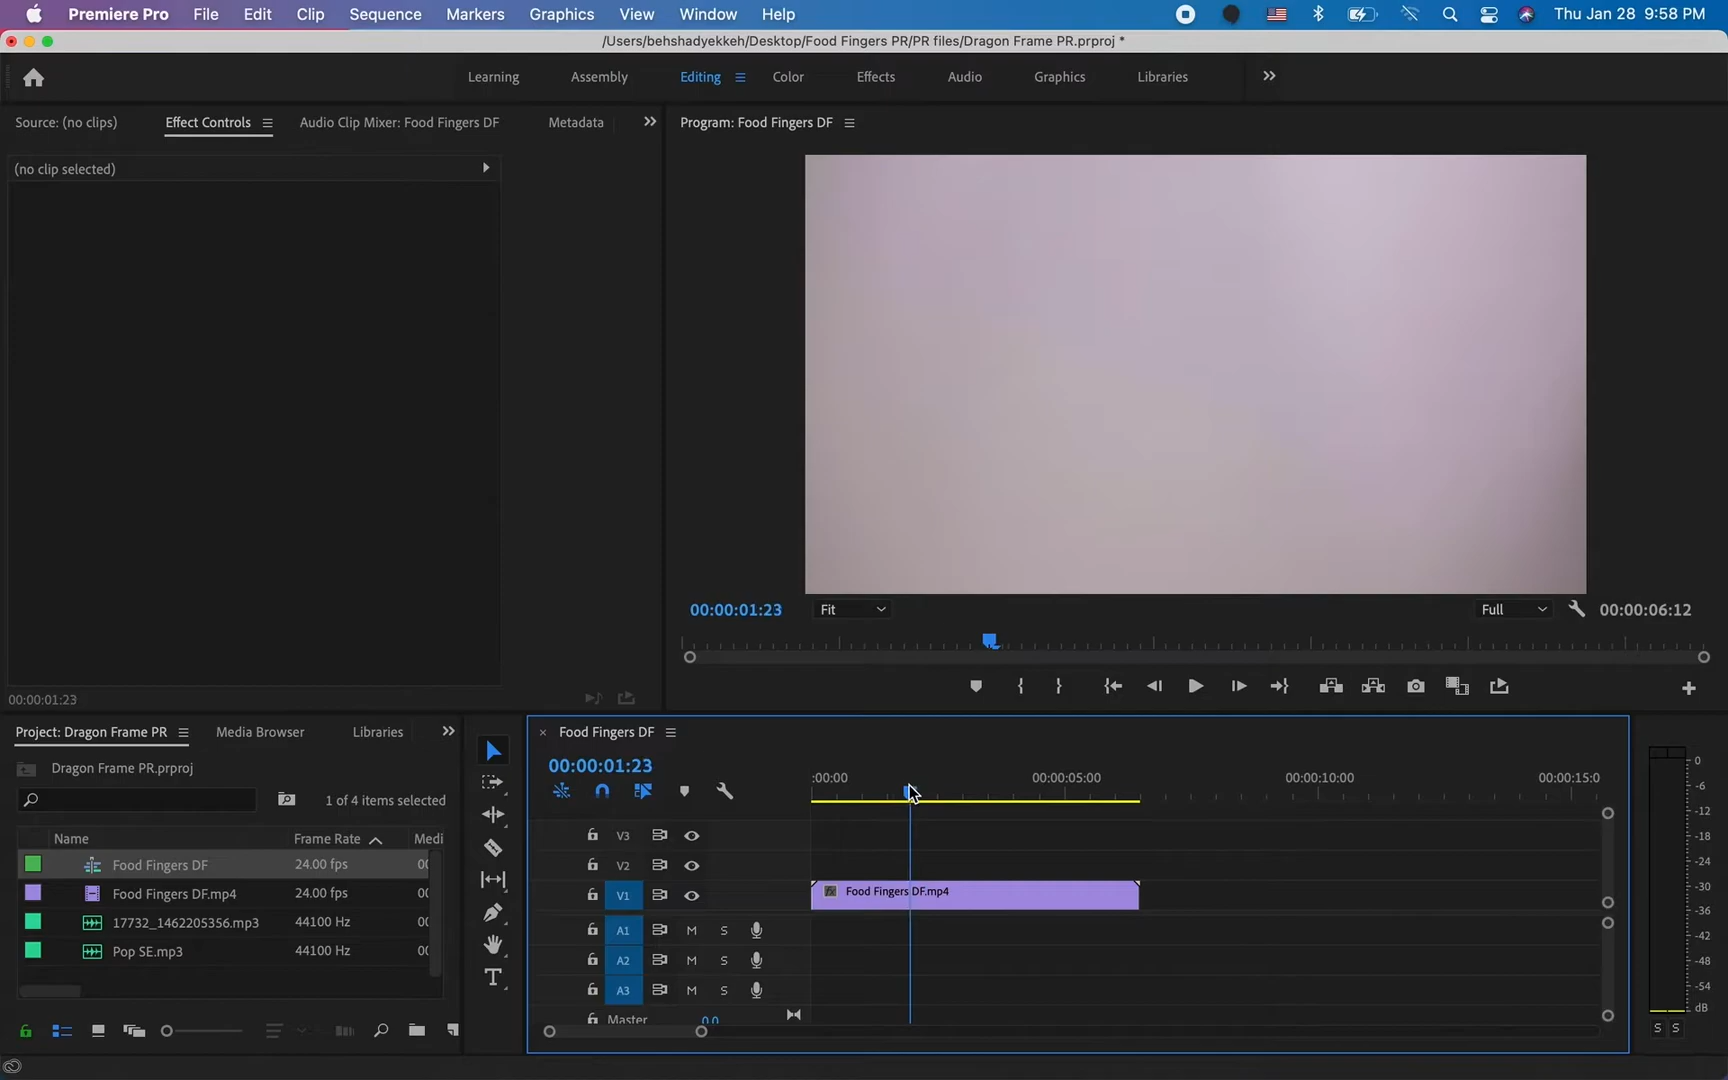 Premiere Pro File Edit Clip Sequence Markers Graphics View Window Help Thu Jan 28 9:58 PM
/Users/behshadyekkeh/Desktop/Food Fingers PR/PR files/Dragon Frame PR.prproj *
Learning Assembly Editing Color Effects Audio Graphics Libraries
Source: (no clips) Effect Controls Audio Clip Mixer: Food Fingers DF Metadata
Program: Food Fingers DF
(no clip selected)
00:00:01:23 Fit Full 00:00:06:12
00:00:01:23
Project: Dragon Frame PR Media Browser Libraries
Dragon Frame PR.prproj
1 of 4 items selected
Name Frame Rate Medi
Food Fingers DF 24.00 fps 00
Food Fingers DF.mp4 24.00 fps 00
17732_1462205356.mp3 44100 Hz 00
Pop SE.mp3 44100 Hz 00
Food Fingers DF
00:00:01:23
:00:00 00:00:05:00 00:00:10:00 00:00:15:0
V3
V2
V1 fx Food Fingers DF.mp4
A1 M S
A2 M S
A3 M S
Master 0.0
0
-6
-12
-18
-24
-30
-36
-42
-48
-54
dB
S S